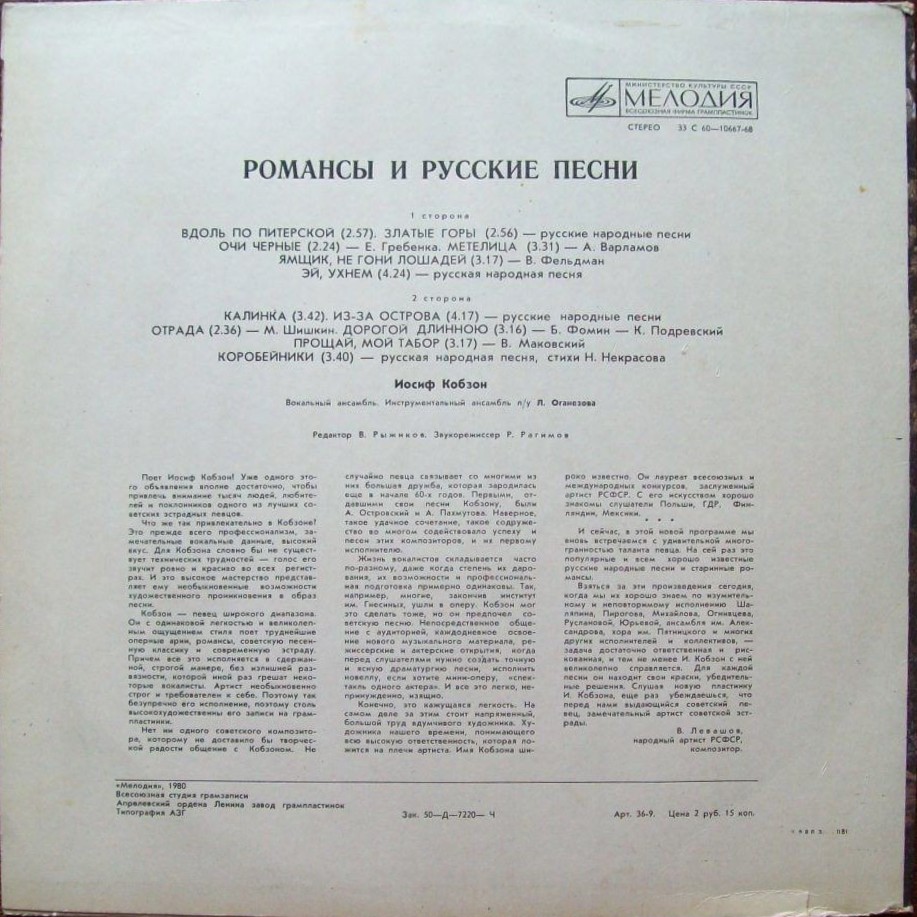 МИНИСТЕРСТВО КУЛЬТУРЫ СССР
МЕЛОДИЯ
ВСЕСОЮЗНАЯ ФИРМА ГРАМПЛАСТИНОК
СТЕРЕО 33 С 60—10667-68
РОМАНСЫ И РУССКИЕ ПЕСНИ
1 сторона
ВДОЛЬ ПО ПИТЕРСКОЙ (2.57). ЗЛАТЫЕ ГОРЫ (2.56) — русские народные песни
ОЧИ ЧЕРНЫЕ (2.24) — Е. Гребенка. МЕТЕЛИЦА (3.31) — А. Варламов
ЯМЩИК, НЕ ГОНИ ЛОШАДЕЙ (3.17) — В. Фельдман
ЭЙ, УХНЕМ (4.24) — русская народная песня
2 сторона
КАЛИНКА (3.42). ИЗ-ЗА ОСТРОВА (4.17) — русские народные песни
ОТРАДА (2.36) — М. Шишкин. ДОРОГОЙ ДЛИННОЮ (3.16) — Б. Фомин — К. Подревский
ПРОЩАЙ, МОЙ ТАБОР (3.17) — В. Маковский
КОРОБЕЙНИКИ (3.40) — русская народная песня, стихи Н. Некрасова
Иосиф Кобзон
Вокальный ансамбль. Инструментальный ансамбль п/у Л. Оганезова
Редактор В. Рыжиков. Звукорежиссер Р. Рагимов
Поет Иосиф Кобзон! Уже одного это-
го объявления вполне достаточно, чтобы
привлечь внимание тысяч людей, любите-
лей и поклонников одного из лучших со-
ветских эстрадных певцов.
Что же так привлекательно в Кобзоне?
Это прежде всего профессионализм, за-
мечательные вокальные данные, высокий
вкус. Для Кобзона словно бы не сущест-
вует технических трудностей — голос его
звучит ровно и красиво во всех регист-
рах. И это высокое мастерство представ-
ляет ему необходимые возможности
художественного проникновения в образ
песни.
Кобзон — певец широкого диапазона.
Он с одинаковой легкостью и великолеп-
ным ощущением стиля поет труднейшие
оперные арии, романсы, советскую песен-
ную классику и современную эстраду.
Причем все это исполняется в сдержан-
ной, строгой манере, без излишней раз-
вязности, которой иной раз грешат неко-
торые вокалисты. Артист необыкновенно
строг и требователен к себе. Поэтому так
безупречно его исполнение, поэтому столь
высокохудожественны его записи на грам-
пластинки.
Нет ни одного советского композито-
ра, которому не доставило бы творчес-
кой радости общение с Кобзоном. Не
случайно певца связывает со многими из
них большая дружба, которая зародилась
еще в начале 60-х годов. Первыми, от-
давшими свои песни Кобзону, были
А. Островский и А. Пахмутова. Наверное,
такое удачное сочетание, такое содруже-
ство во многом содействовало успеху и
песен этих композиторов, и их первому
исполнителю.
Жизнь вокалистов складывается часто
по-разному, даже когда степень их даро-
вания, их возможности и профессиональ-
ная подготовка примерно одинаковы. Так,
например, многие, закончив институт
им. Гнесиных, ушли в оперу. Кобзон мог
это сделать тоже, но он предпочел со-
ветскую песню. Непосредственное обще-
ние с аудиторией, каждодневное освое-
ние нового музыкального материала, ре-
жиссерские и актерские открытия, когда
перед слушателями нужно создать точную
и ясную драматургию песни, исполнить
новеллу, если хотите мини-оперу, «спек-
такль одного актера». И все это легко, не-
принужденно, изящно.
Конечно, это кажущаяся легкость. На
самом деле за этим стоит напряженный,
большой труд вдумчивого художника. Ху-
дожника нашего времени, понимающего
всю высокую ответственность, которая ло-
жится на плечи артиста. Имя Кобзона ши-
роко известно. Он лауреат всесоюзных и
международных конкурсов, заслуженный
артист РСФСР. С его искусством хорошо
знакомы слушатели Польши, ГДР, Фин-
ляндии, Мексики.
* * *
И сейчас, в этой новой программе мы
вновь встречаемся с удивительной много-
гранностью таланта певца. На сей раз это
популярные и всем хорошо известные
русские народные песни и старинные ро-
мансы.
Взяться за эти произведения сегодня,
когда мы их хорошо знаем по изумитель-
ному и неповторимому исполнению Ша-
ляпина, Пирогова, Михайлова, Огнивцева,
Руслановой, Юрьевой, ансамбля им. Алек-
сандрова, хора им. Пятницкого и многих
других исполнителей и коллективов, —
задача достаточно ответственная и рис-
кованная, и тем не менее И. Кобзон с ней
великолепно справляется. Для каждой
песни он находит свои краски, убедитель-
ные решения. Слушая новую пластинку
И. Кобзона, еще раз убеждаешься, что
перед нами выдающийся советский пе-
вец, замечательный артист советской эст-
рады.
В. Левашов,
народный артист РСФСР,
композитор.
«Мелодия», 1980
Всесоюзная студия грамзаписи
Апрелевский ордена Ленина завод грампластинок
Типография АЗГ
Зак. 50—Д—7220— Ч
Арт. 36-9. Цена 2 руб. 15 коп.